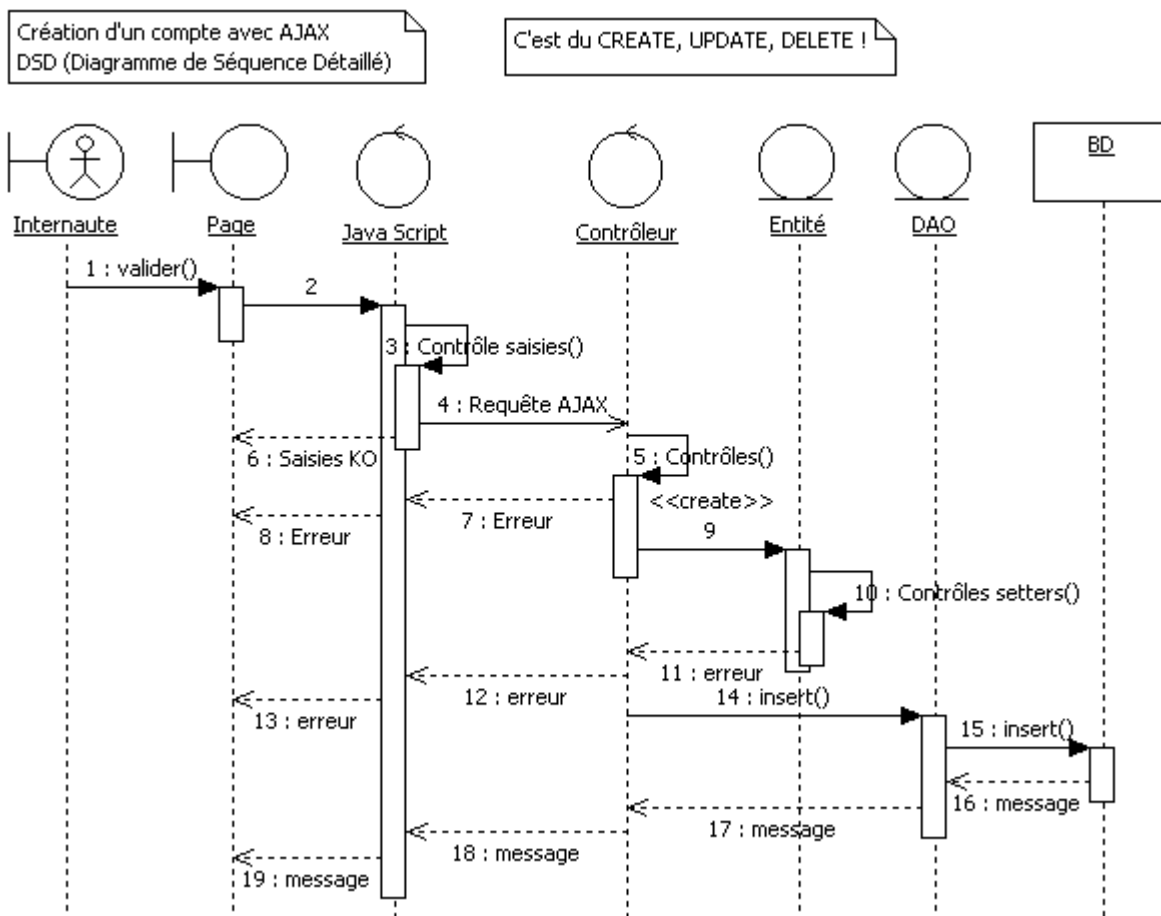 Création d'un compte avec AJAX
DSD (Diagramme de Séquence Détaillé)
C'est du CREATE, UPDATE, DELETE !
BD
Internaute
Page
Java Script
Contrôleur
Entité
DAO
1 : valider()
2
3 : Contrôle saisies()
4 : Requête AJAX
6 : Saisies KO
5 : Contrôles()
7 : Erreur
<<create>>
8 : Erreur
9
10 : Contrôles setters()
11 : erreur
12 : erreur
13 : erreur
14 : insert()
15 : insert()
16 : message
17 : message
18 : message
19 : message